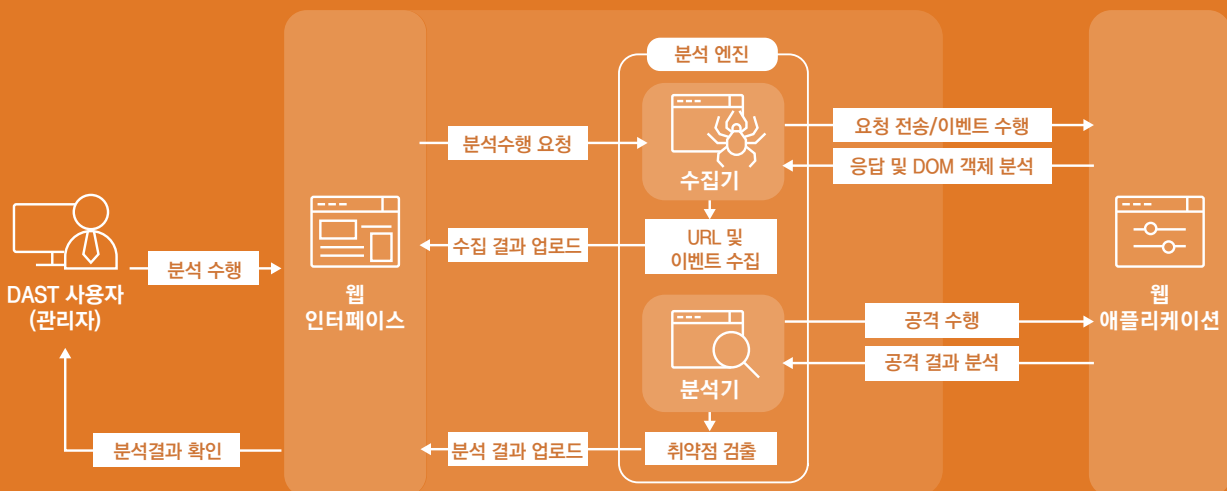 분석 엔진
분석수행 요청
수집기
요청 전송/이벤트 수행
응답 및 DOM 객체 분석
수집 결과 업로드
URL 및
이벤트 수집
DAST 사용자
(관리자)
분석 수행
웹
인터페이스
웹
애플리케이션
분석기
공격 수행
공격 결과 분석
분석결과 확인
분석 결과 업로드
취약점 검출